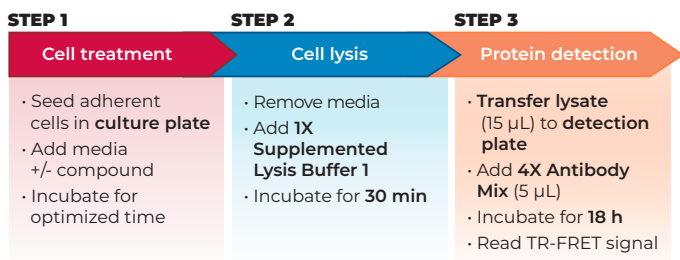 STEP 1
Cell treatment
· Seed adherent
cells in culture plate
· Add media
+/- compound
· Incubate for
optimized time
STEP 2
Cell lysis
· Remove media
· Add 1X
Supplemented
Lysis Buffer 1
· Incubate for 30 min
STEP 3
Protein detection
· Transfer lysate
(15 µL) to detection
plate
· Add 4X Antibody
Mix (5 µL)
· Incubate for 18 h
· Read TR-FRET signal